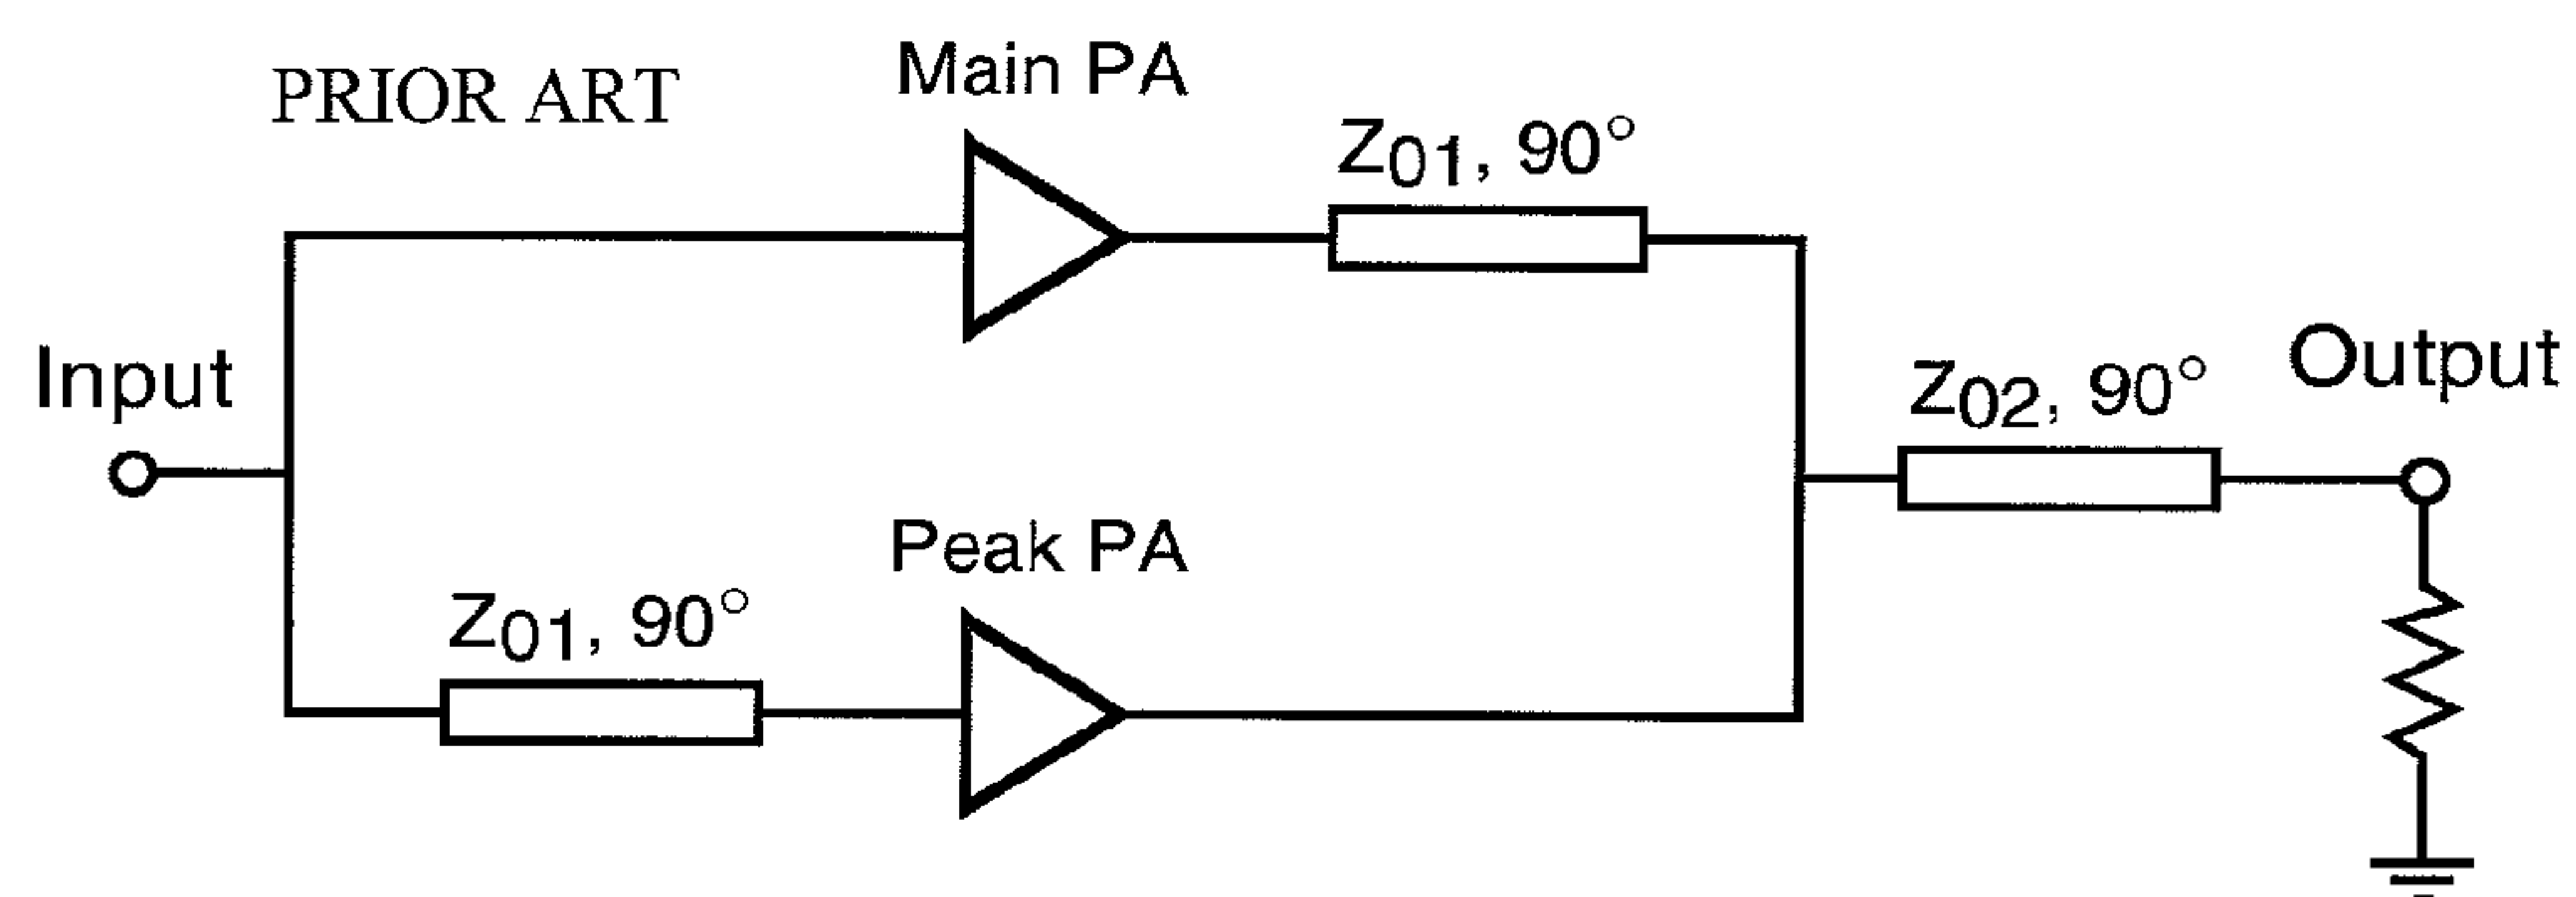 PRIOR ART
Main PA
Z01, 90°
Input
Z02, 90°
Output
Peak PA
Z01, 90°